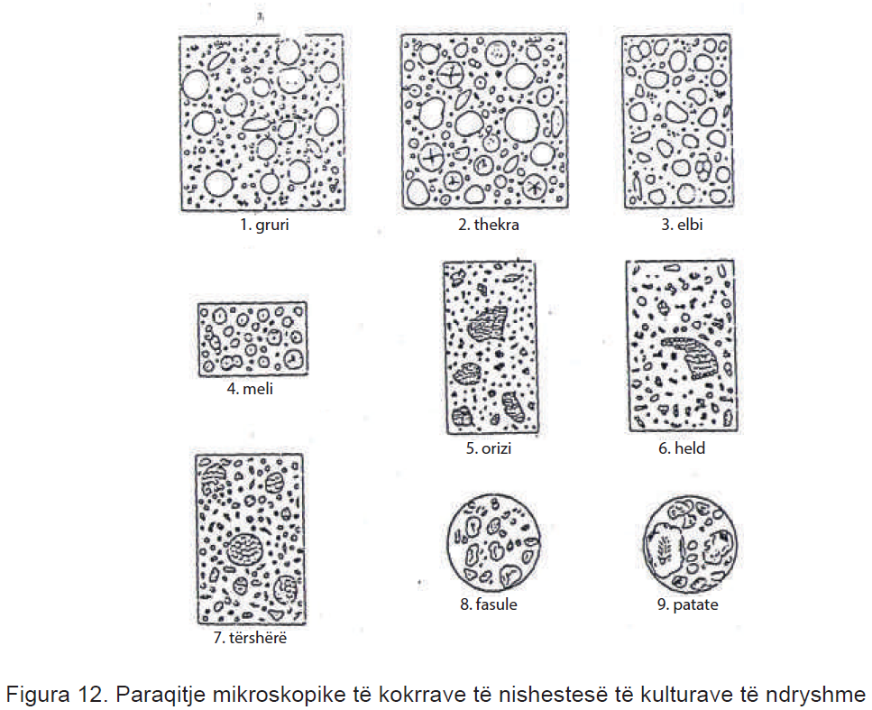 1. gruri
2. thekra
3. elbi
4. meli
5. orizi
6. held
7. tërshërë
8. fasule
9. patate
Figura 12. Paraqitje mikroskopike të kokrrave të nishestesë të kulturave të ndryshme